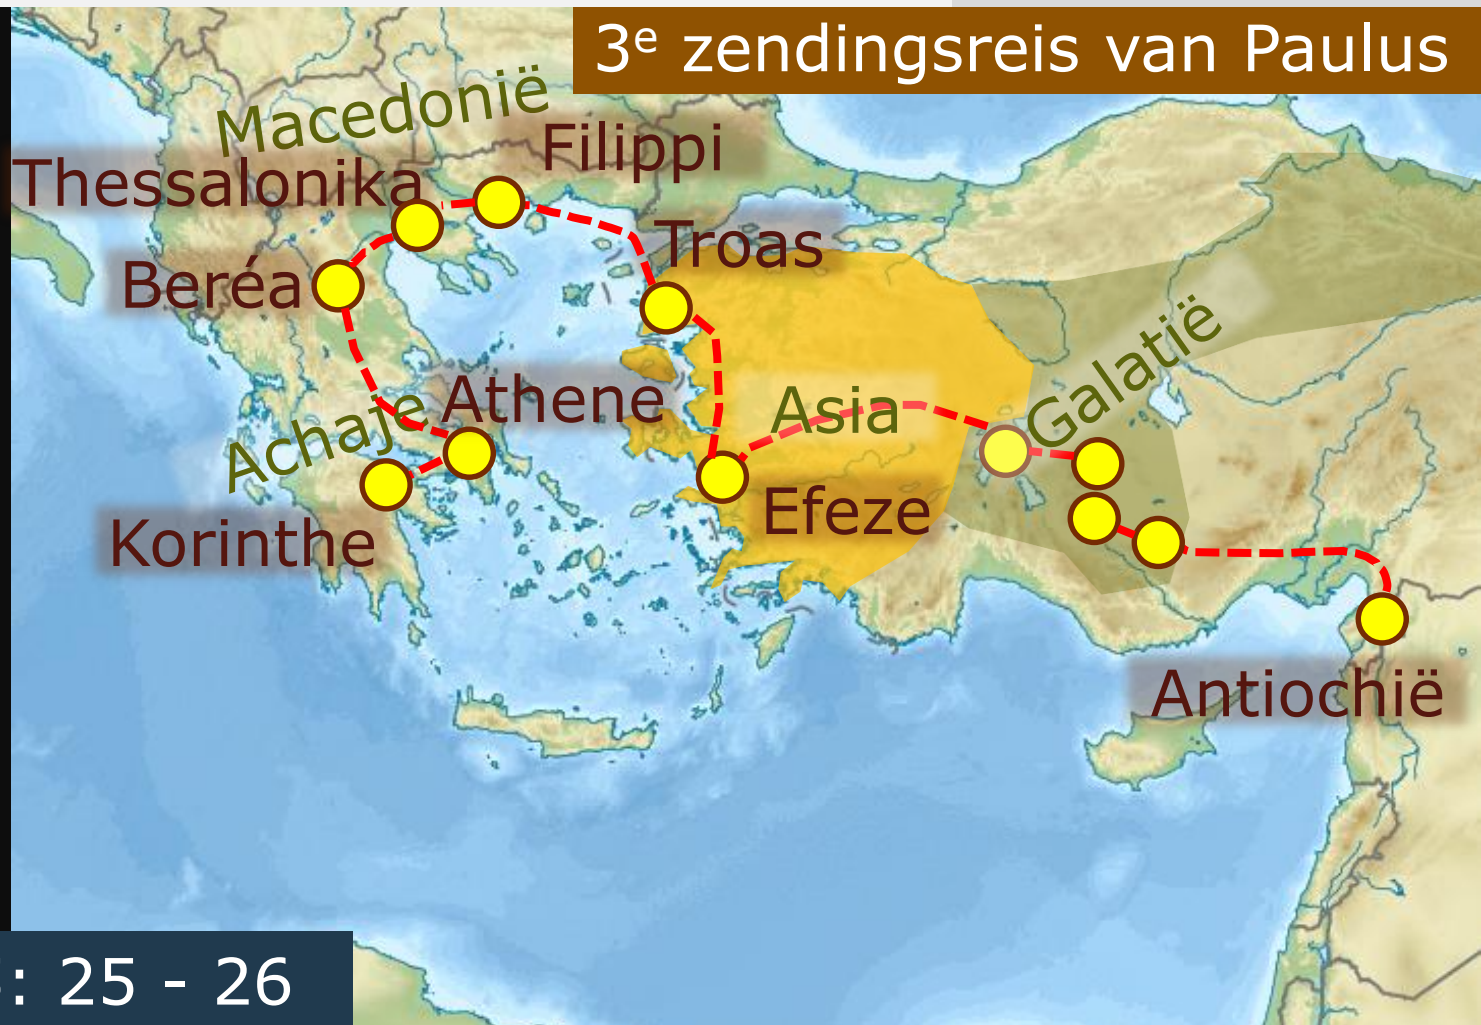 3e zendingsreis van Paulus
Macedonië
Filippi
Thessalonika
Troas
Beréa
Galatië
Athene
Asia
Achaje
Efeze
Korinthe
Antiochië
: 25 - 26